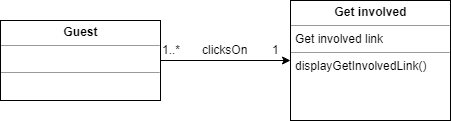 Guest
Get involved
Get involved link
displayGetInvolvedLink()
1..* clicksOn 1